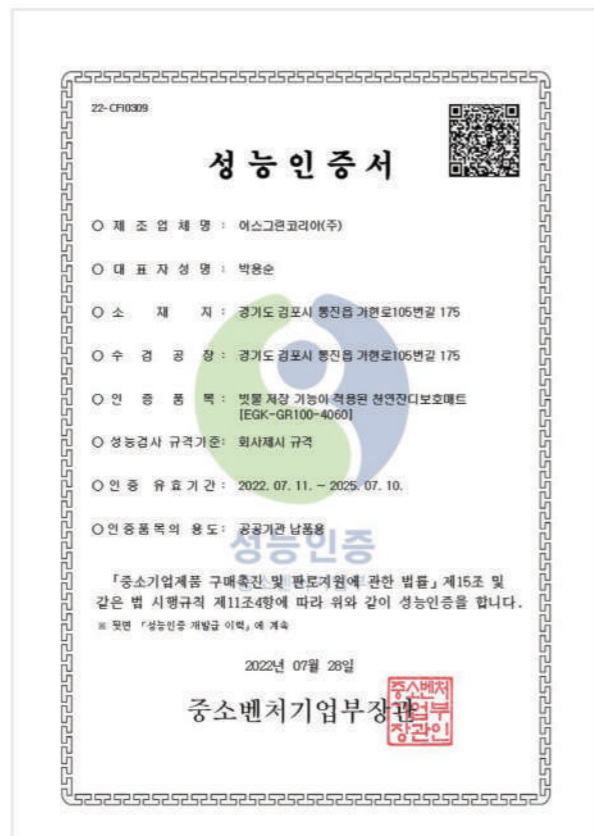 22-CFI0309
성능인증서
○ 제 조 업 체 명 : 어스그린코리아(주)
○ 대 표 자 성 명 : 박용순
○ 소 재 지 : 경기도 김포시 통진읍 가현로105번길 175
○ 수 검 공 장 : 경기도 김포시 통진읍 가현로105번길 175
○ 인 증 품 목 : 빗물 저장 기능이 적용된 천연잔디보호매트
[EGK-GR100-4060]
○ 성능검사 규격기준: 회사제시 규격
○ 인증 유효기간 : 2022. 07. 11. ~ 2025. 07. 10.
○ 인증품목의 용도 : 공공기관 납품용
성능인증
「중소기업제품 구매촉진 및 판로지원에 관한 법률」 제15조 및
같은 법 시행규칙 제11조4항에 따라 위와 같이 성능인증을 합니다.
※ 뒷면 「성능인증 재발급 이력」에 계속
2022년 07월 28일
중소벤처기업부장관
중소벤처
기업부
장관인